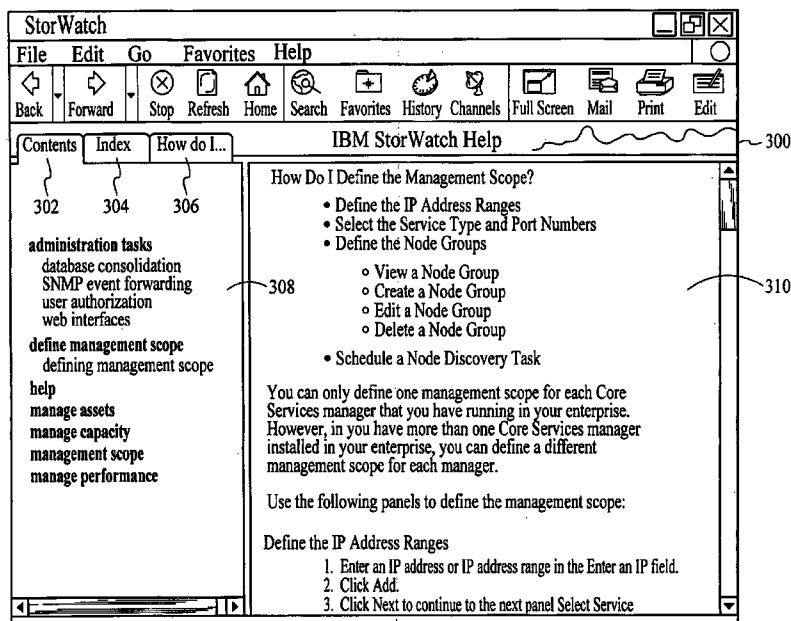 StorWatch
File Edit Go Favorites Help
Back Forward Stop Refresh Home Search Favorites History Channels Full Screen Mail Print Edit
Contents Index How do I...
IBM StorWatch Help
300
302 304 306
administration tasks
database consolidation
SNMP event forwarding
user authorization
web interfaces
define management scope
defining management scope
help
manage assets
manage capacity
management scope
manage performance
308
How Do I Define the Management Scope?
• Define the IP Address Ranges
• Select the Service Type and Port Numbers
• Define the Node Groups
∘ View a Node Group
∘ Create a Node Group
∘ Edit a Node Group
∘ Delete a Node Group
• Schedule a Node Discovery Task
310
You can only define one management scope for each Core
Services manager that you have running in your enterprise.
However, in you have more than one Core Services manager
installed in your enterprise, you can define a different
management scope for each manager.
Use the following panels to define the management scope:
Define the IP Address Ranges
1. Enter an IP address or IP address range in the Enter an IP field.
2. Click Add.
3. Click Next to continue to the next panel Select Service